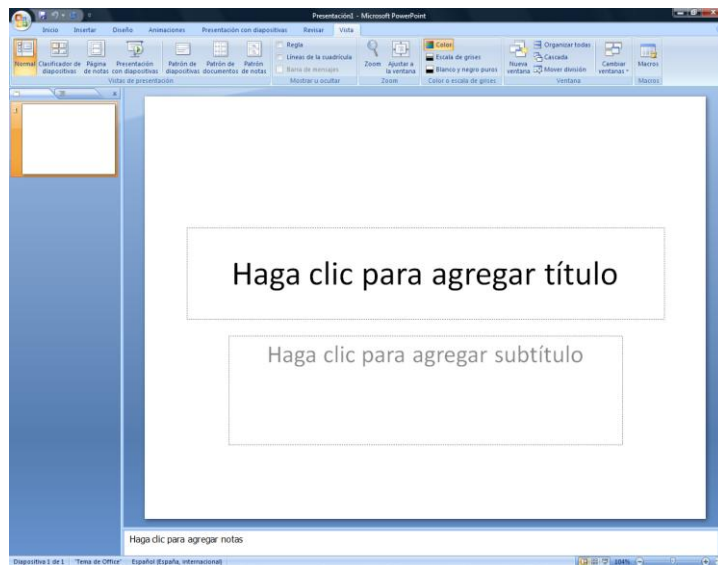 Presentación1 - Microsoft PowerPoint
Inicio Insertar Diseño Animaciones Presentación con diapositivas Revisar Vista
Normal Clasificador de diapositivas Página de notas Presentación con diapositivas Patrón de diapositivas Patrón de documentos Patrón de notas
Vistas de presentación
Regla
Líneas de la cuadrícula
Barra de mensajes
Mostrar u ocultar
Zoom Ajustar a la ventana
Zoom
Color
Escala de grises
Blanco y negro puros
Color o escala de grises
Nueva ventana
Organizar todas
Cascada
Mover división
Cambiar ventanas
Ventana
Macros
Macros
1
Haga clic para agregar título
Haga clic para agregar subtítulo
Haga clic para agregar notas
Diapositiva 1 de 1 "Tema de Office" Español (España, internacional) 104%